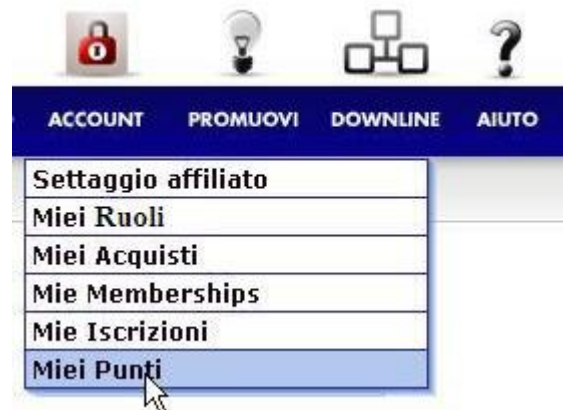 ACCOUNT PROMUOVI DOWNLINE AIUTO
Settaggio affiliato
Miei Ruoli
Miei Acquisti
Mie Memberships
Mie Iscrizioni
Miei Punti